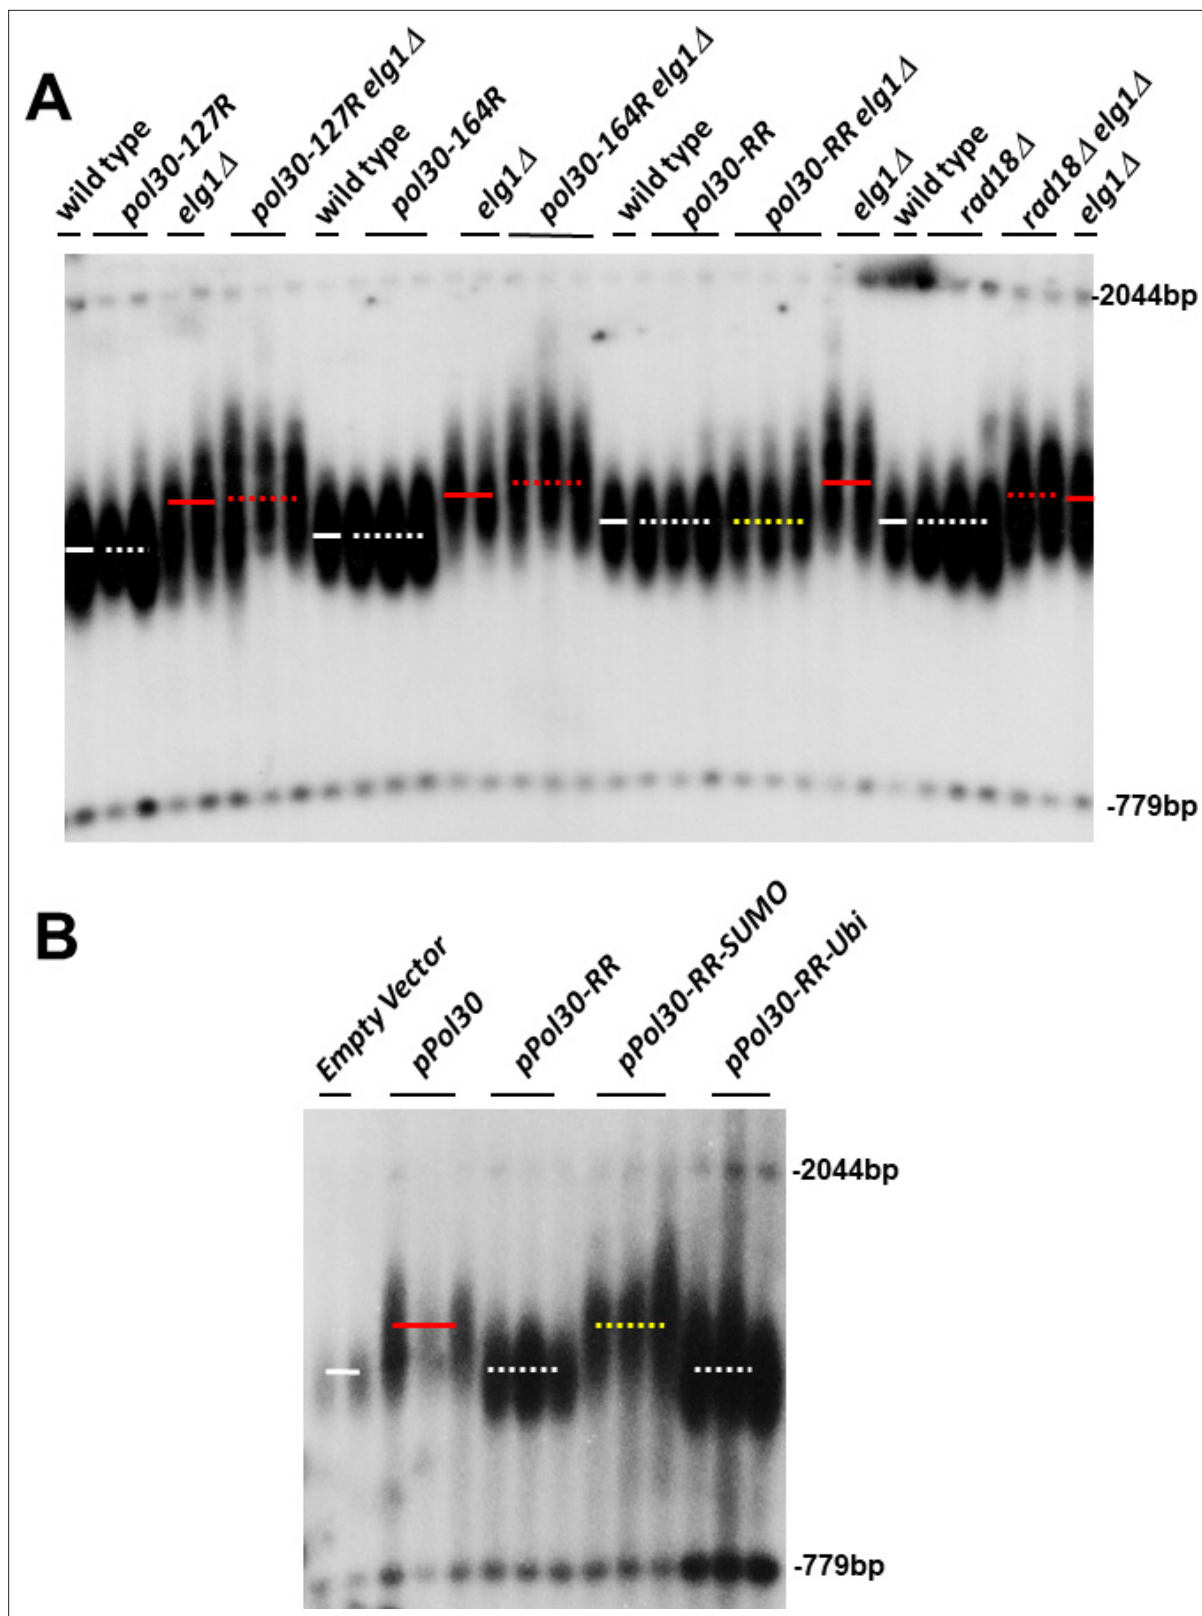 A
wild type
pol30-127R
elg1Δ
pol30-127R elg1Δ
wild type
pol30-164R
elg1Δ
pol30-164R elg1Δ
wild type
pol30-RR
pol30-RR elg1Δ
elg1Δ
wild type
rad18Δ
rad18Δ elg1Δ
elg1Δ
-2044bp
-779bp
B
Empty Vector
pPol30
pPol30-RR
pPol30-RR-SUMO
pPol30-RR-Ubi
-2044bp
-779bp